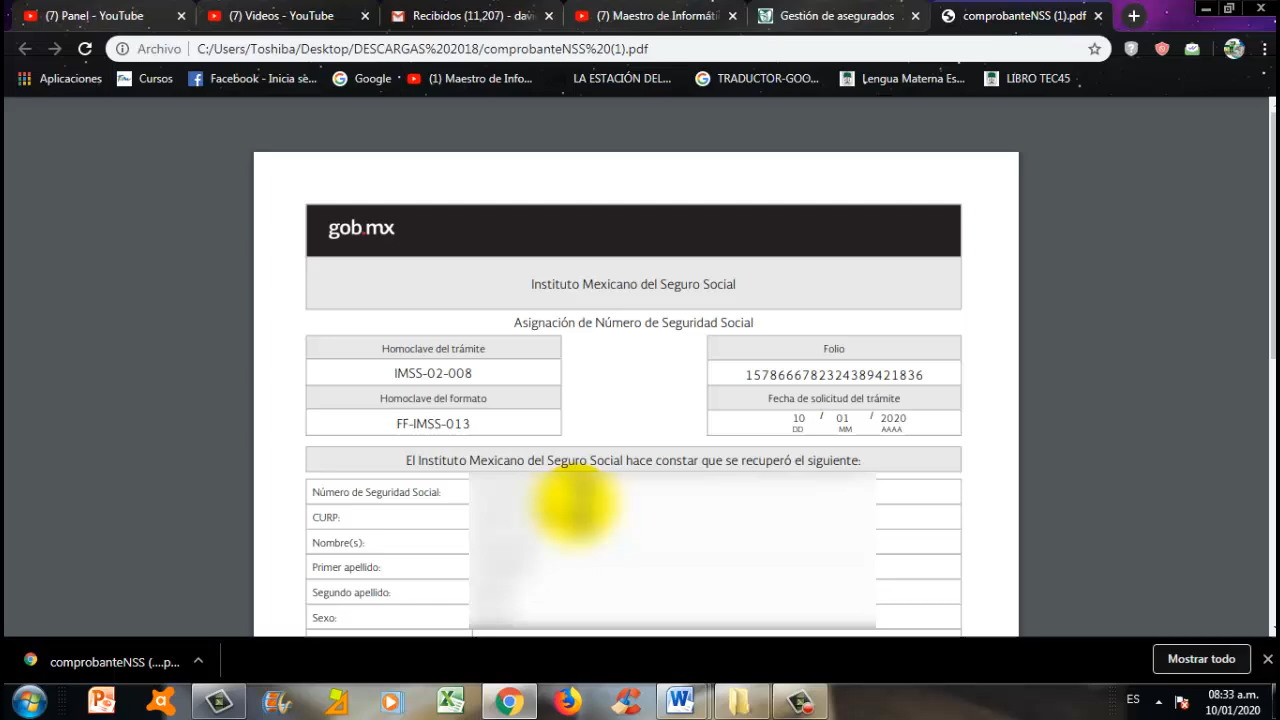 (7) Panel - YouTube
(7) Videos - YouTube
Recibidos (11,207) - davi
(7) Maestro de Informát
Gestión de asegurados
comprobanteNSS (1).pdf
Archivo
C:/Users/Toshiba/Desktop/DESCARGAS%202018/comprobanteNSS%20(1).pdf
Aplicaciones
Cursos
Facebook - Inicia sè...
Google
(1) Maestro de Info...
LA ESTACIÓN DEL...
TRADUCTOR-GOO...
Lengua Materna Es...
LIBRO TEC45
gob.mx
Instituto Mexicano del Seguro Social
Asignación de Número de Seguridad Social
Homoclave del trámite
IMSS-02-008
Homoclave del formato
FF-IMSS-013
Folio
1578666782324389421836
Fecha de solicitud del trámite
10 / 01 / 2020
DD MM AAAA
El Instituto Mexicano del Seguro Social hace constar que se recuperó el siguiente:
Número de Seguridad Social:
CURP:
Nombre(s):
Primer apellido:
Segundo apellido:
Sexo:
comprobanteNSS (....p...
Mostrar todo
ES
08:33 a.m.
10/01/2020